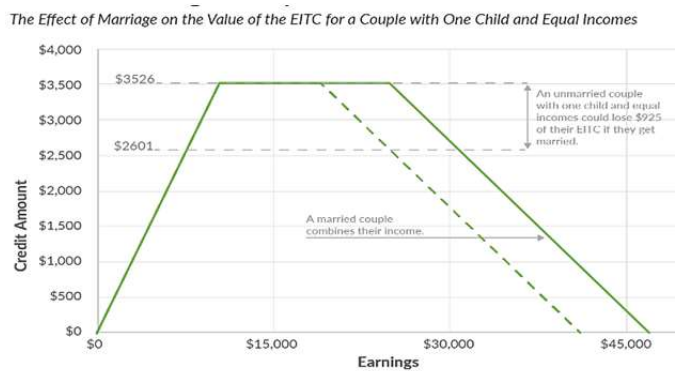 The Effect of Marriage on the Value of the EITC for a Couple with One Child and Equal Incomes
$4,000
$3,500
$3,000
$2,500
$2,000
$1,500
$1,000
$500
$0
Credit Amount
$3526
$2601
An unmarried couple
with one child and equal
incomes could lose $925
of their EITC if they get
married.
A married couple
combines their income.
$0
$15,000
$30,000
$45,000
Earnings